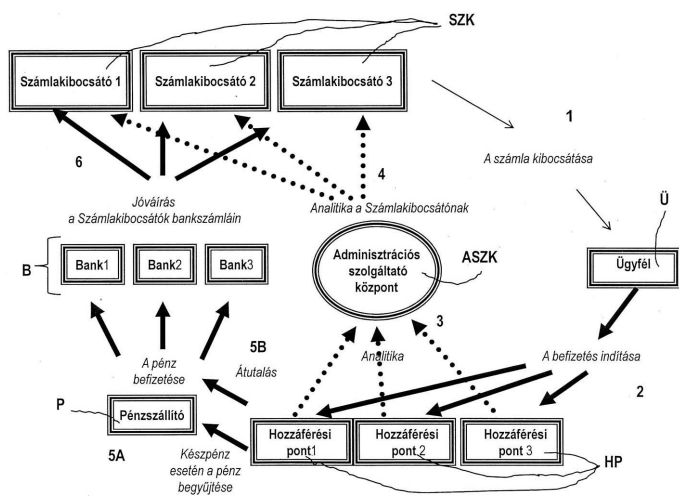 SZK
Számlakibocsátó 1
Számlakibocsátó 2
Számlakibocsátó 3
1
A számla kibocsátása
6
4
Jóváírás
a Számlakibocsátók bankszámláin
Analitika a Számlakibocsátónak
Ü
B
Bank1
Bank2
Bank3
Adminisztrációs
szolgáltató
központ
ASZK
Ügyfél
3
5B
A pénz
befizetése
Átutalás
Analitika
A befizetés indítása
2
P
Pénzszállító
5A
Készpénz
esetén a pénz
begyűjtése
Hozzáférési
pont1
Hozzáférési
pont 2
Hozzáférési
pont 3
HP